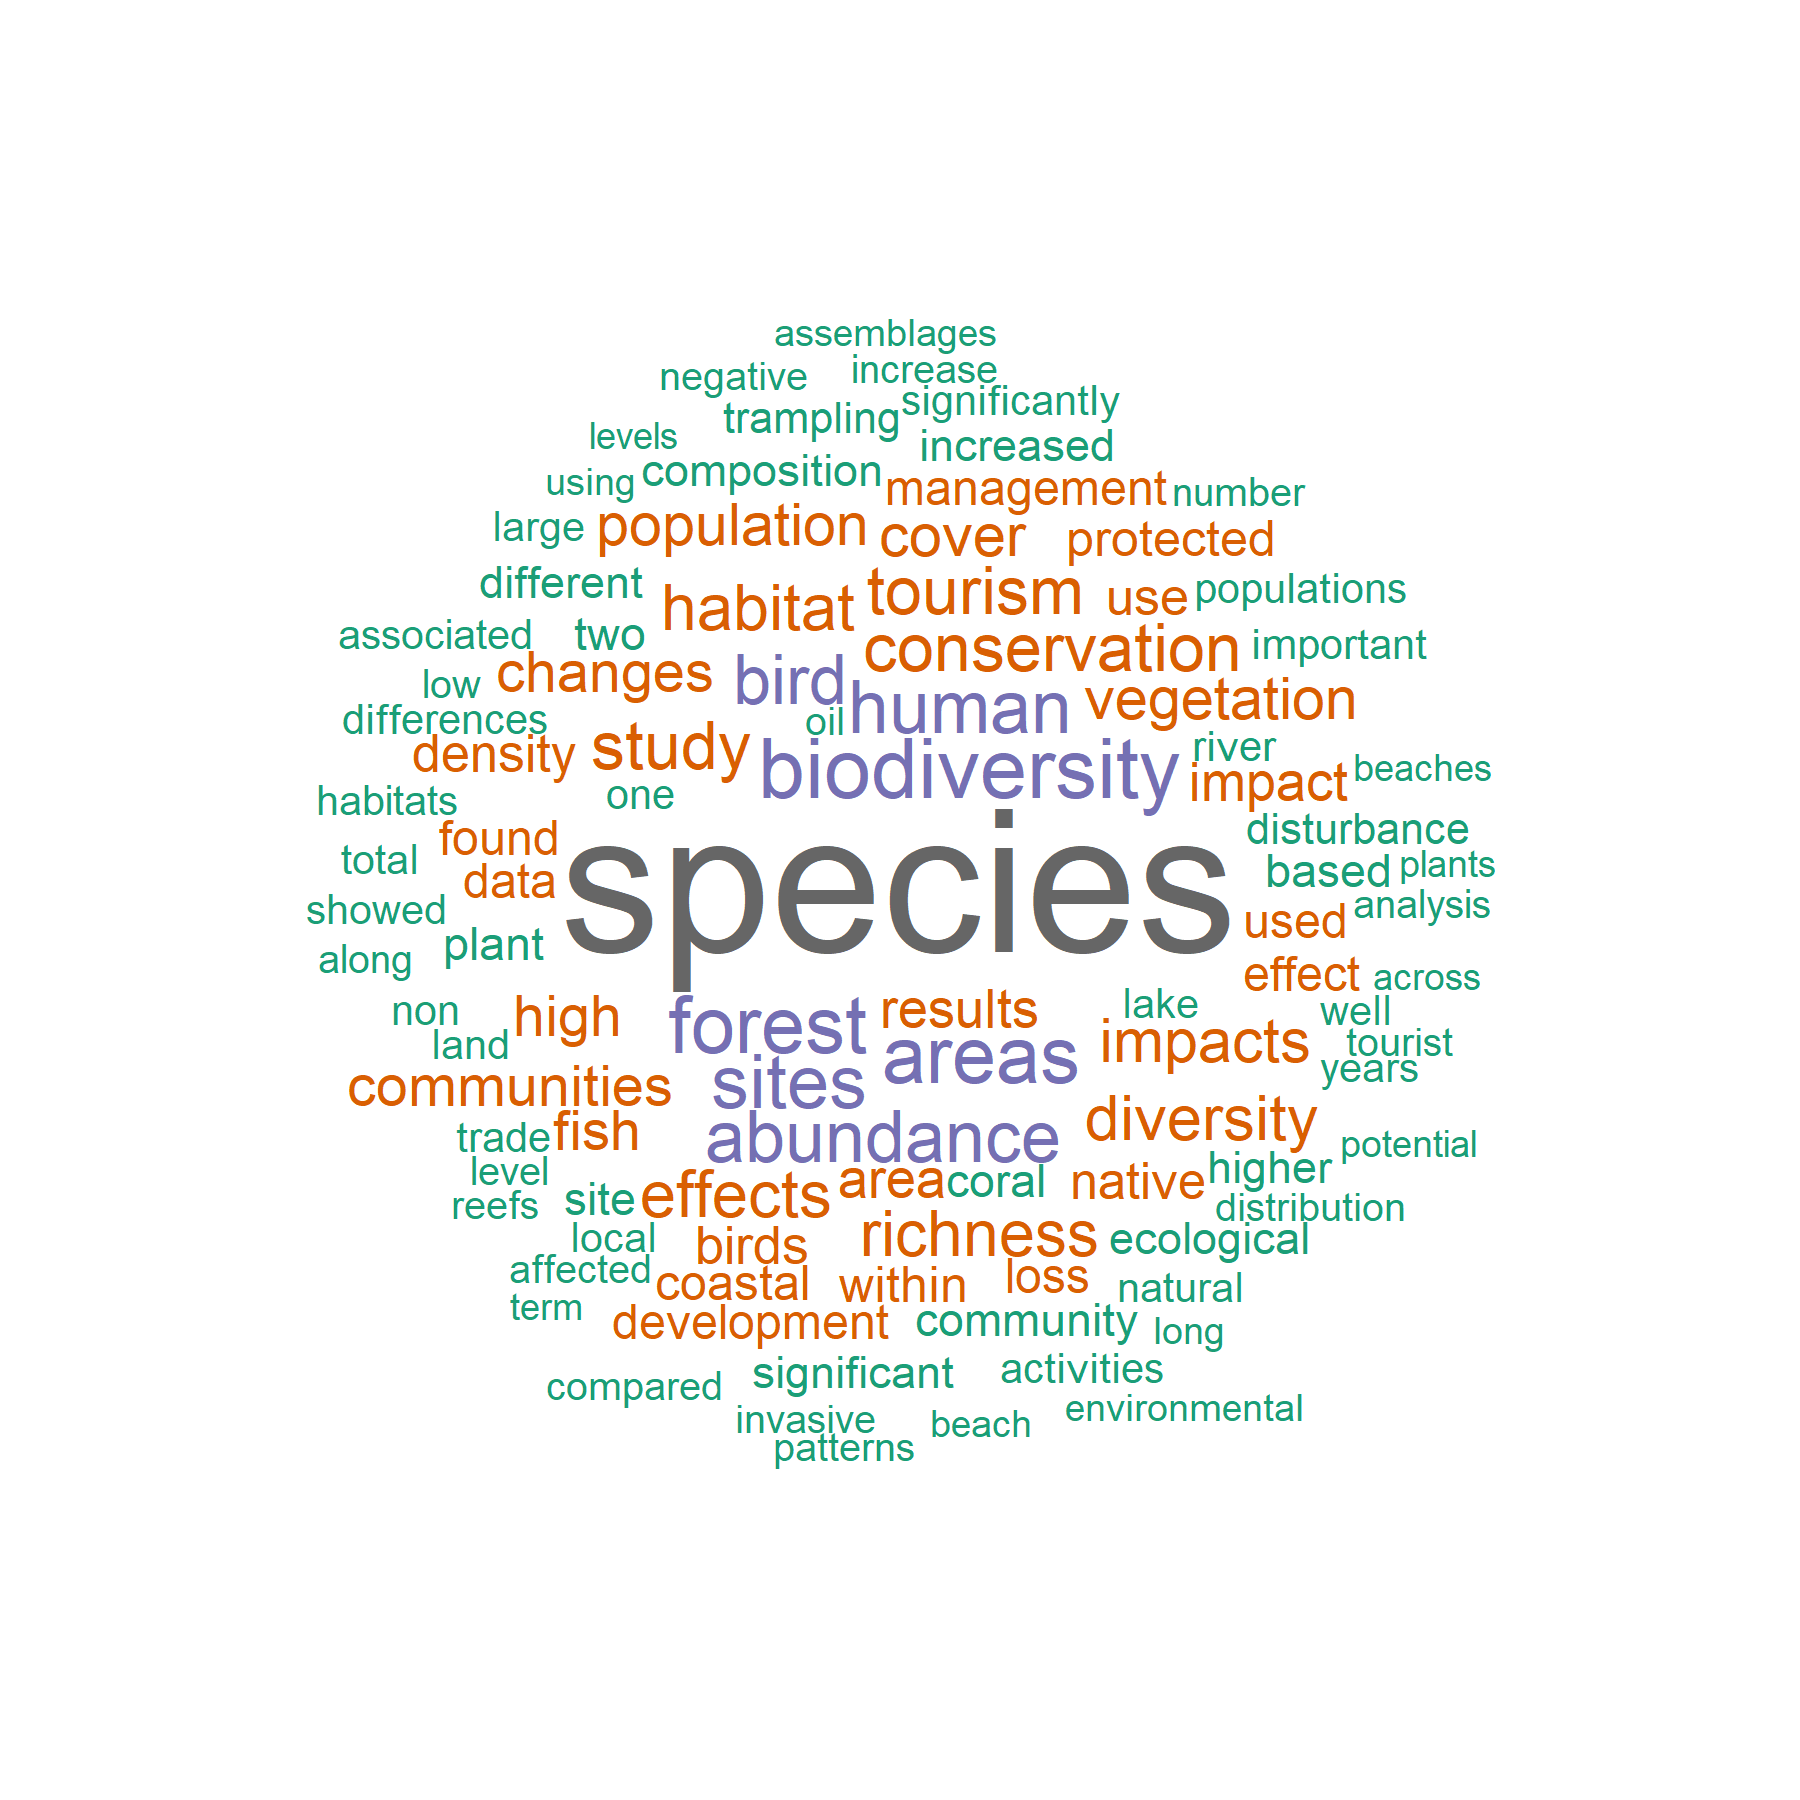 assemblages
negative increase
trampling significantly
levels increased
using composition management number
large population cover protected
different habitat tourism use populations
associated two conservation important
low changes bird human vegetation
differences oil river
density study biodiversity impact beaches
habitats one
total found species disturbance
data based plants
showed used analysis
along plant effect across
non high forest results lake well
land areas impacts tourist
communities sites years
trade fish abundance diversity potential
level effects area coral native higher
reefs site distribution
local birds richness ecological
affected coastal within loss natural
term development community long
compared significant activities
invasive beach environmental
patterns